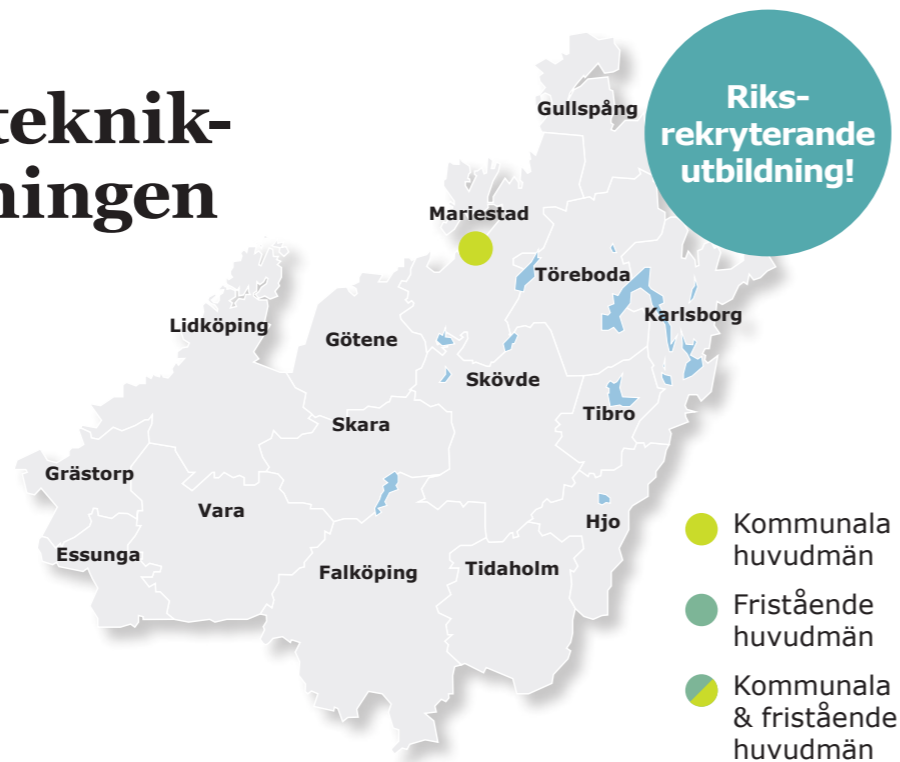 teknik-
ningen
Riks-
rekryterande
utbildning!
Gullspång
Mariestad
Töreboda
Karlsborg
Lidköping
Götene
Skövde
Tibro
Skara
Grästorp
Vara
Hjo
Essunga
Falköping
Tidaholm
Kommunala
huvudmän
Fristående
huvudmän
Kommunala
& fristående
huvudmän